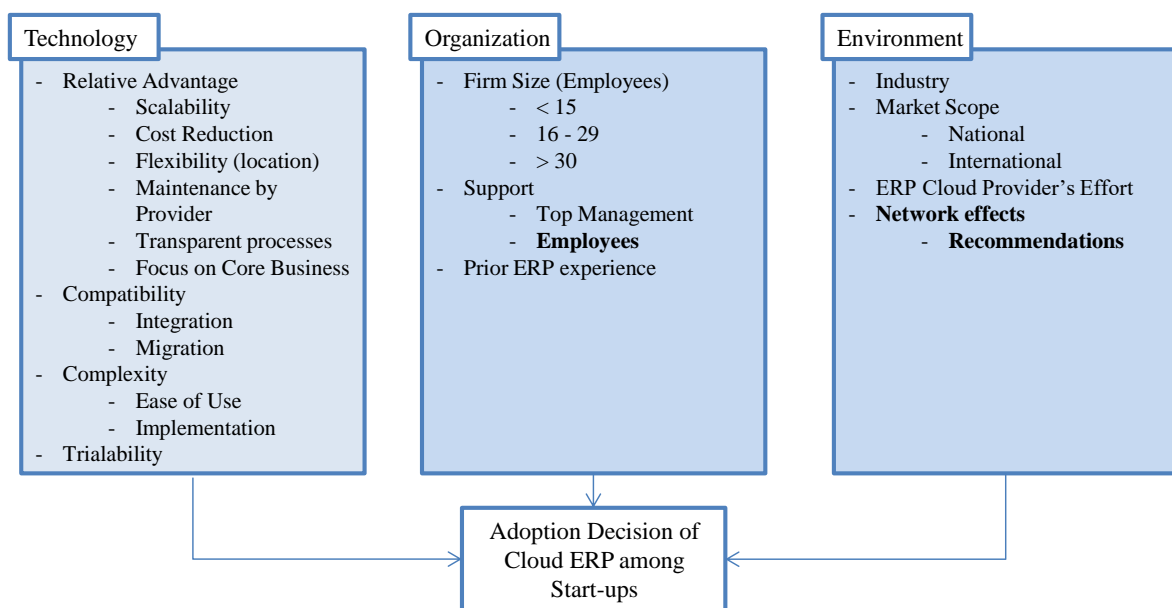 Technology
- Relative Advantage
- Scalability
- Cost Reduction
- Flexibility (location)
- Maintenance by
Provider
- Transparent processes
- Focus on Core Business
- Compatibility
- Integration
- Migration
- Complexity
- Ease of Use
- Implementation
- Trialability
Organization
- Firm Size (Employees)
- < 15
- 16 - 29
- > 30
- Support
- Top Management
- Employees
- Prior ERP experience
Environment
- Industry
- Market Scope
- National
- International
- ERP Cloud Provider’s Effort
- Network effects
- Recommendations
Adoption Decision of
Cloud ERP among
Start-ups